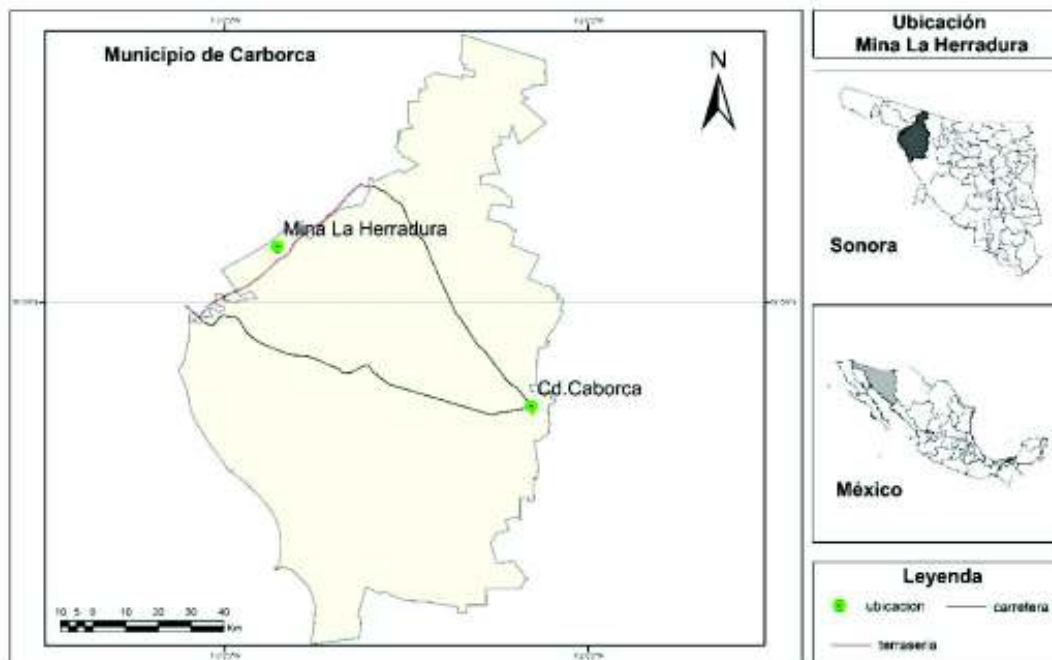 Municipio de Carborca
N
Mina La Herradura
Cd.Caborca
10 5 0 10 20 30 40
Km
Ubicación
Mina La Herradura
Sonora
México
Leyenda
ubicacion
carretera
terraseria